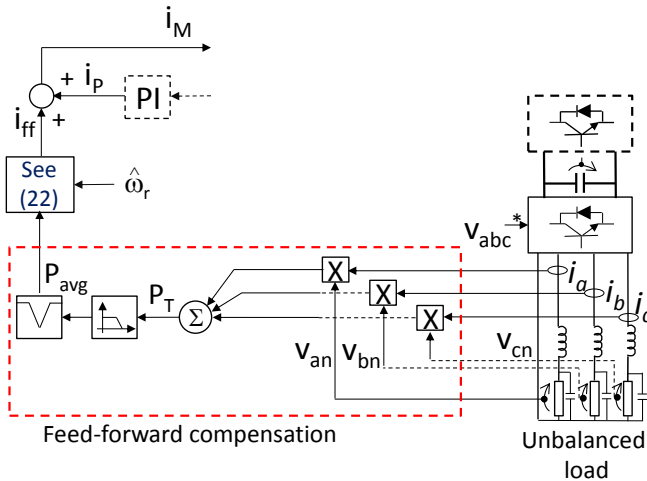 i_M
+ i_P
PI
i_ff +
See
(22)
ω̂_r
v_abc*
P_avg
P_T
Σ
X
X
X
i_a
i_b
i_c
v_an
v_bn
v_cn
Feed-forward compensation
Unbalanced
load